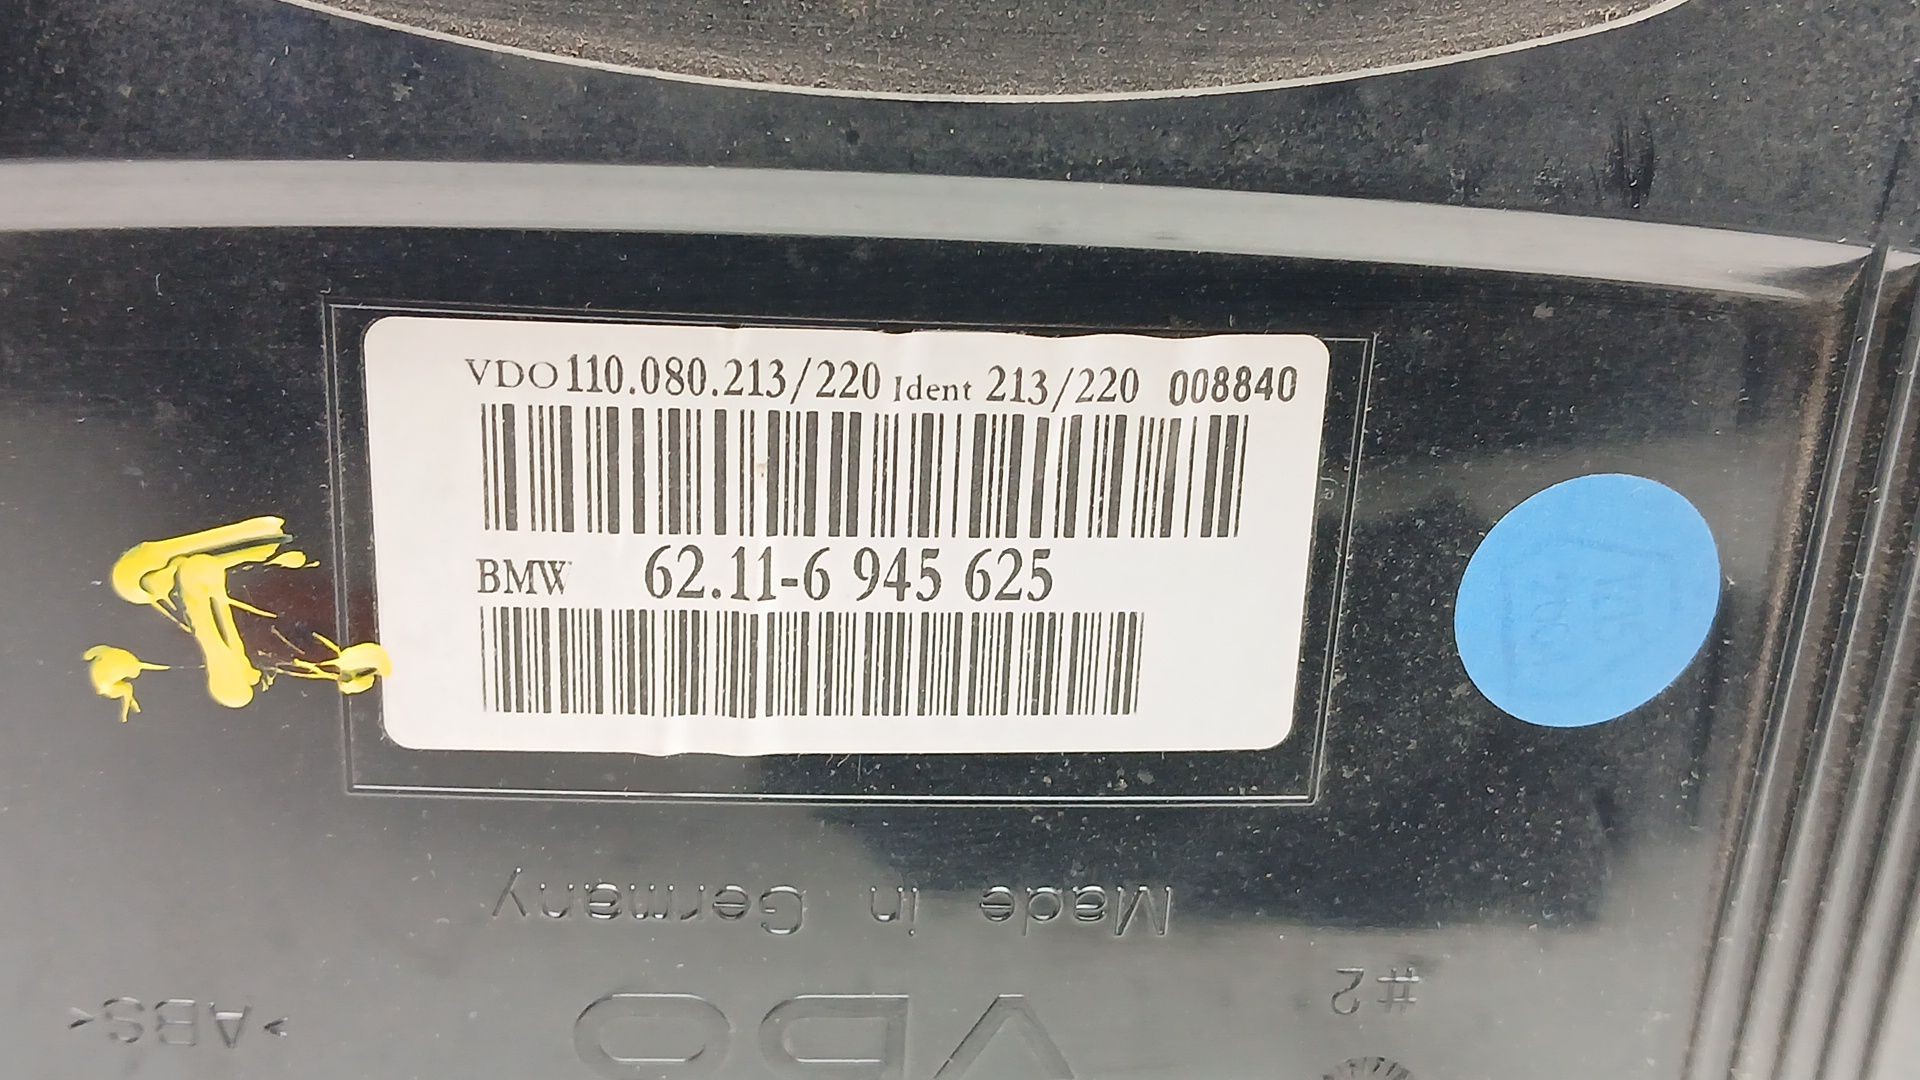 VDO 110.080.213/220 Ident 213/220 008840
BMW 62.11-6 945 625
Made in Germany
#2
VDO
>ABS<